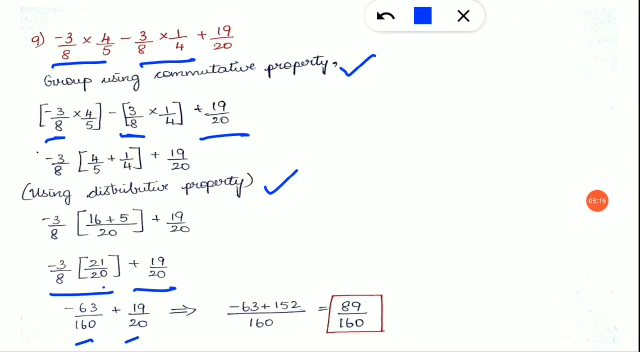 9) -3/8 × 4/5 - 3/8 × 1/4 + 19/20
Group using commutative property,
[-3/8 × 4/5] - [3/8 × 1/4] + 19/20
-3/8 [4/5 + 1/4] + 19/20
(Using distributive property)
-3/8 [16+5/20] + 19/20
-3/8 [21/20] + 19/20
-63/160 + 19/20 ⇒ -63+152/160 = 89/160
03:15